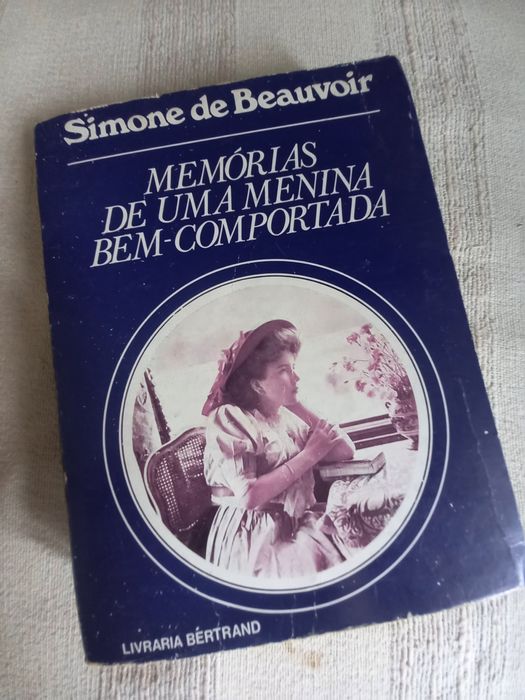 Simone de Beauvoir
MEMÓRIAS
DE UMA MENINA
BEM-COMPORTADA
LIVRARIA BERTRAND